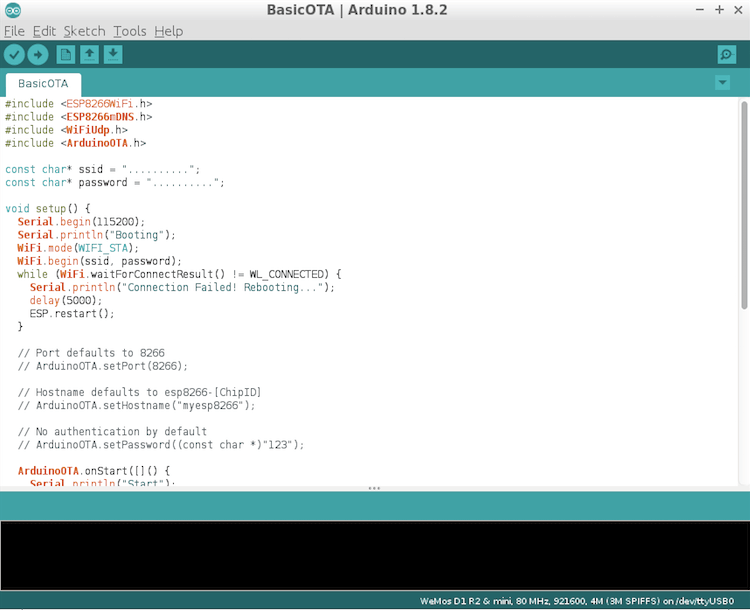 BasicOTA | Arduino 1.8.2
File Edit Sketch Tools Help
BasicOTA
#include <ESP8266WiFi.h>
#include <ESP8266mDNS.h>
#include <WiFiUdp.h>
#include <ArduinoOTA.h>
const char* ssid = "..........";
const char* password = "..........";
void setup() {
  Serial.begin(115200);
  Serial.println("Booting");
  WiFi.mode(WIFI_STA);
  WiFi.begin(ssid, password);
  while (WiFi.waitForConnectResult() != WL_CONNECTED) {
    Serial.println("Connection Failed! Rebooting...");
    delay(5000);
    ESP.restart();
  }
  // Port defaults to 8266
  // ArduinoOTA.setPort(8266);
  // Hostname defaults to esp8266-[ChipID]
  // ArduinoOTA.setHostname("myesp8266");
  // No authentication by default
  // ArduinoOTA.setPassword((const char *)"123");
  ArduinoOTA.onStart([]() {
    Serial.println("Start");
WeMos D1 R2 & mini, 80 MHz, 921600, 4M (3M SPIFFS) on /dev/ttyUSB0